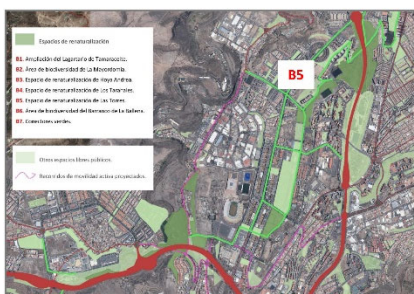 Espacios de renaturalización
B1. Ampliación del Lagartario de Tamaraceite.
B2. Área de biodiversidad de La Mayordomía.
B3. Espacio de renaturalización de Hoya Andrea.
B4. Espacio de renaturalización de Los Tarahales.
B5. Espacio de renaturalización de Las Torres.
B6. Área de biodiversidad del Barranco de La Ballena.
B7. Conectores verdes.
Otros espacios libres públicos.
Recorridos de movilidad activa proyectados.
B5